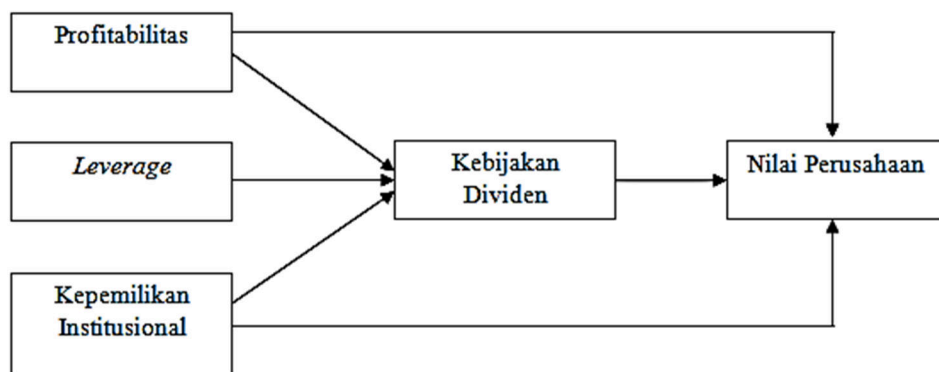 Profitabilitas
Leverage
Kepemilikan
Institusional
Kebijakan
Dividen
Nilai Perusahaan